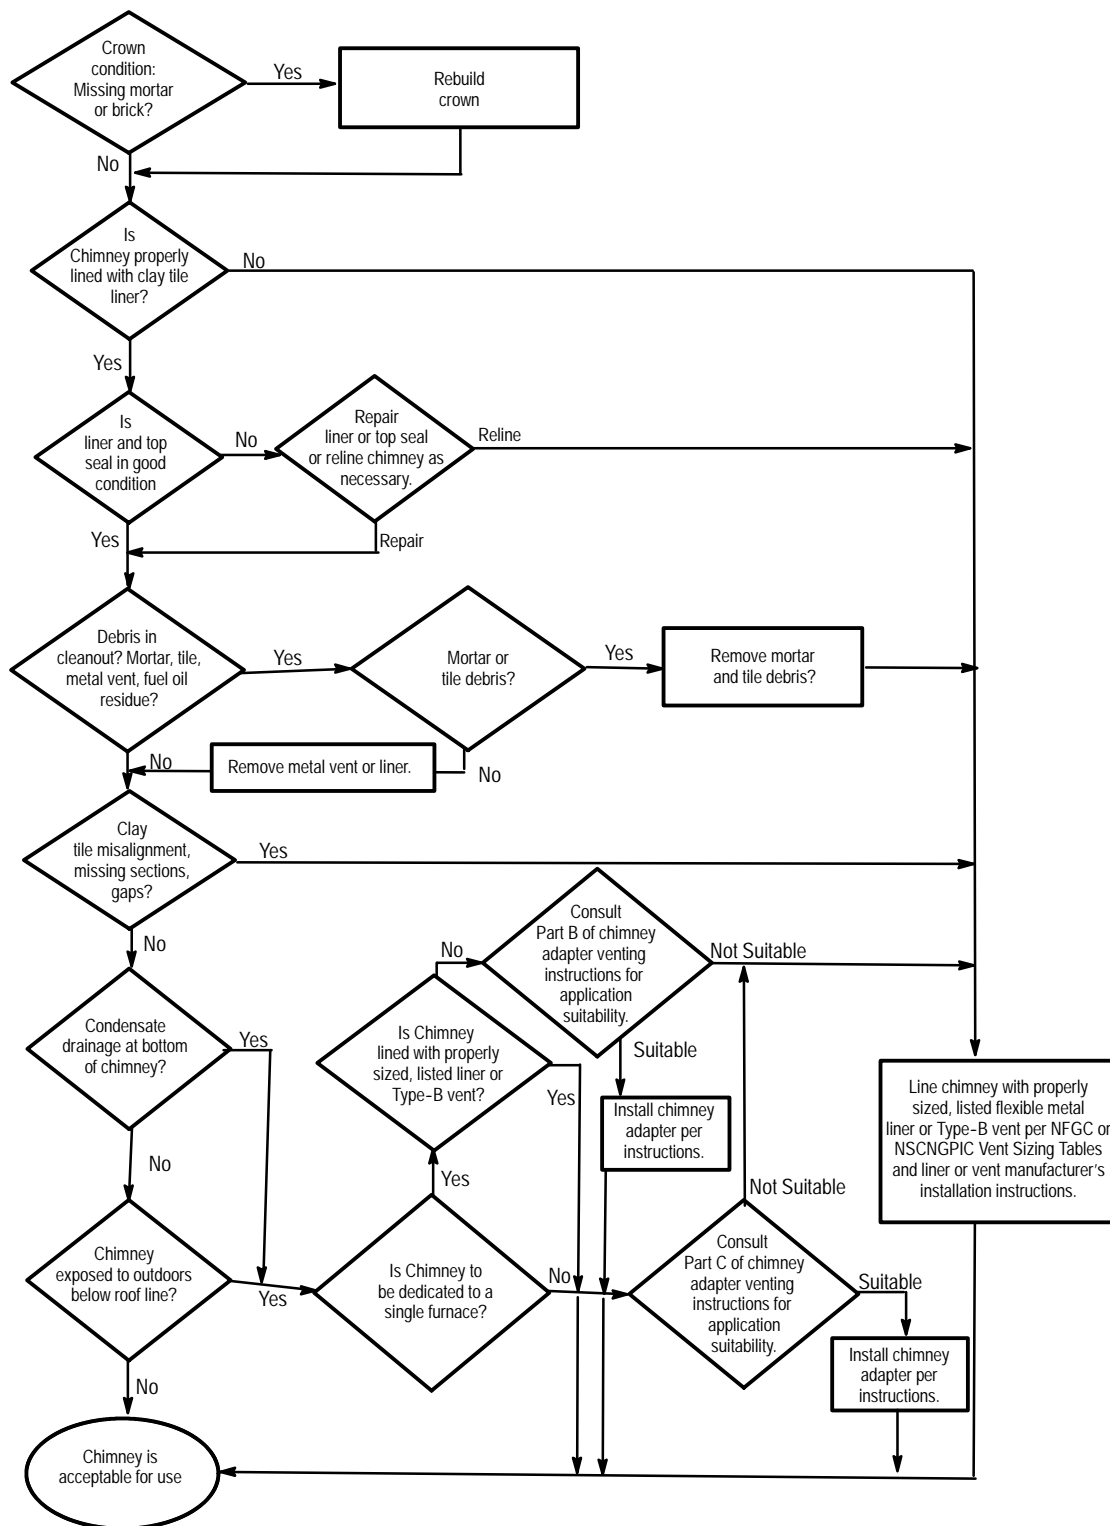 Crown
condition:
Missing mortar
or brick?
Yes
Rebuild
crown
No
Is
Chimney properly
lined with clay tile
liner?
No
Yes
Is
liner and top
seal in good
condition
No
Repair
liner or top seal
or reline chimney as
necessary.
Reline
Yes
Repair
Debris in
cleanout? Mortar, tile,
metal vent, fuel oil
residue?
Yes
Mortar or
tile debris?
Yes
Remove mortar
and tile debris?
No
Remove metal vent or liner.
No
Clay
tile misalignment,
missing sections,
gaps?
Yes
No
Consult
Part B of chimney
adapter venting
instructions for
application
suitability.
No
Not Suitable
Condensate
drainage at bottom
of chimney?
Yes
Is Chimney
lined with properly
sized, listed liner or
Type-B vent?
Yes
Suitable
Install chimney
adapter per
instructions.
Line chimney with properly
sized, listed flexible metal
liner or Type-B vent per NFGC or
NSCNGPIC Vent Sizing Tables
and liner or vent manufacturer's
installation instructions.
No
Yes
Not Suitable
Chimney
exposed to outdoors
below roof line?
Yes
Is Chimney to
be dedicated to a
single furnace?
No
Consult
Part C of chimney
adapter venting
instructions for
application
suitability.
Suitable
Install chimney
adapter per
instructions.
No
Chimney is
acceptable for use